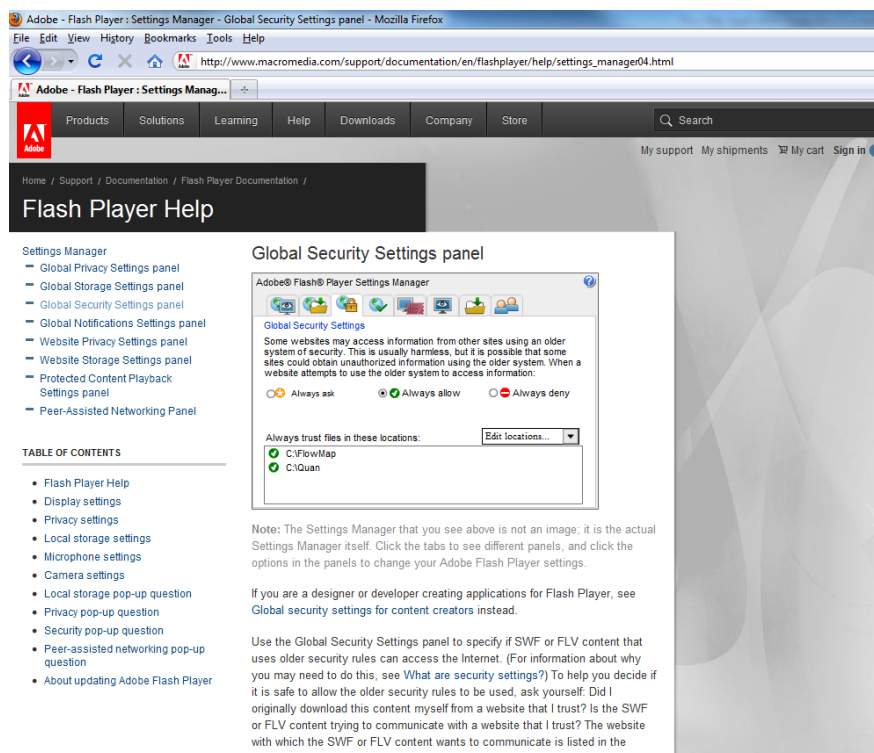 Adobe - Flash Player : Settings Manager - Global Security Settings panel - Mozilla Firefox
File Edit View History Bookmarks Tools Help
http://www.macromedia.com/support/documentation/en/flashplayer/help/settings_manager04.html
Adobe - Flash Player : Settings Manag...
Adobe
Products Solutions Learning Help Downloads Company Store Search
My support My shipments My cart Sign in
Home / Support / Documentation / Flash Player Documentation /
Flash Player Help
Settings Manager
Global Privacy Settings panel
Global Storage Settings panel
Global Security Settings panel
Global Notifications Settings panel
Website Privacy Settings panel
Website Storage Settings panel
Protected Content Playback
Settings panel
Peer-Assisted Networking Panel
TABLE OF CONTENTS
Flash Player Help
Display settings
Privacy settings
Local storage settings
Microphone settings
Camera settings
Local storage pop-up question
Privacy pop-up question
Security pop-up question
Peer-assisted networking pop-up
question
About updating Adobe Flash Player
Global Security Settings panel
Adobe® Flash® Player Settings Manager
Global Security Settings
Some websites may access information from other sites using an older
system of security. This is usually harmless, but it is possible that some
sites could obtain unauthorized information using the older system. When a
website attempts to use the older system to access information:
Always ask Always allow Always deny
Always trust files in these locations: Edit locations...
C:\FlowMap
C:\Quan
Note: The Settings Manager that you see above is not an image; it is the actual
Settings Manager itself. Click the tabs to see different panels, and click the
options in the panels to change your Adobe Flash Player settings.
If you are a designer or developer creating applications for Flash Player, see
Global security settings for content creators instead.
Use the Global Security Settings panel to specify if SWF or FLV content that
uses older security rules can access the Internet. (For information about why
you may need to do this, see What are security settings?) To help you decide if
it is safe to allow the older security rules to be used, ask yourself: Did I
originally download this content myself from a website that I trust? Is the SWF
or FLV content trying to communicate with a website that I trust? The website
with which the SWF or FLV content wants to communicate is listed in the